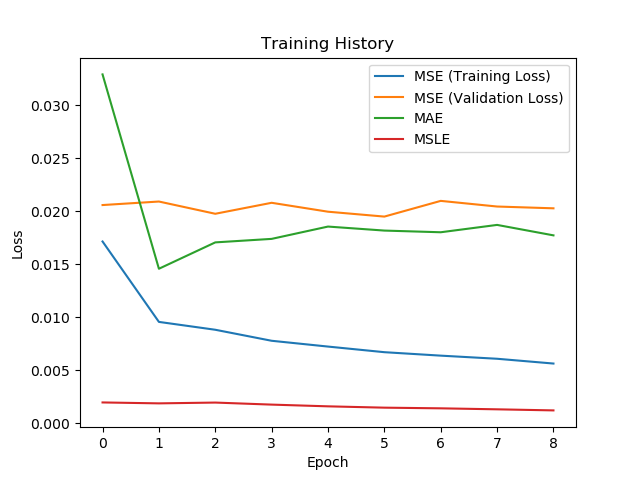 Training History
MSE (Training Loss)
MSE (Validation Loss)
MAE
MSLE
Loss
0.030
0.025
0.020
0.015
0.010
0.005
0.000
0 1 2 3 4 5 6 7 8
Epoch